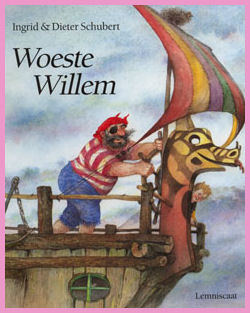 Ingrid & Dieter Schubert
Woeste
Willem
Lemniscaat